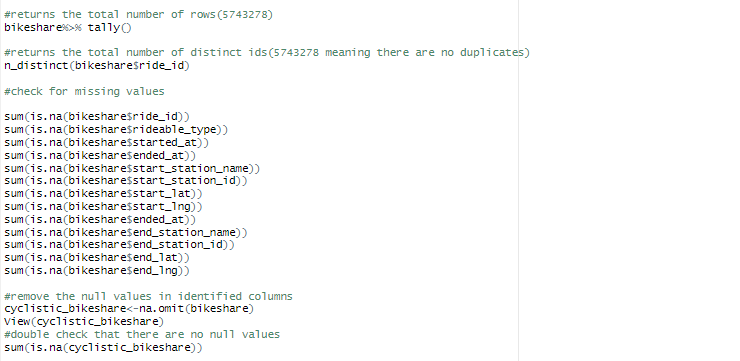 #returns the total number of rows(5743278)
bikeshare%>% tally()
#returns the total number of distinct ids(5743278 meaning there are no duplicates)
n_distinct(bikeshare$ride_id)
#check for missing values
sum(is.na(bikeshare$ride_id))
sum(is.na(bikeshare$rideable_type))
sum(is.na(bikeshare$started_at))
sum(is.na(bikeshare$ended_at))
sum(is.na(bikeshare$start_station_name))
sum(is.na(bikeshare$start_station_id))
sum(is.na(bikeshare$start_lat))
sum(is.na(bikeshare$start_lng))
sum(is.na(bikeshare$ended_at))
sum(is.na(bikeshare$end_station_name))
sum(is.na(bikeshare$end_station_id))
sum(is.na(bikeshare$end_lat))
sum(is.na(bikeshare$end_lng))
#remove the null values in identified columns
cyclistic_bikeshare<-na.omit(bikeshare)
View(cyclistic_bikeshare)
#double check that there are no null values
sum(is.na(cyclistic_bikeshare))